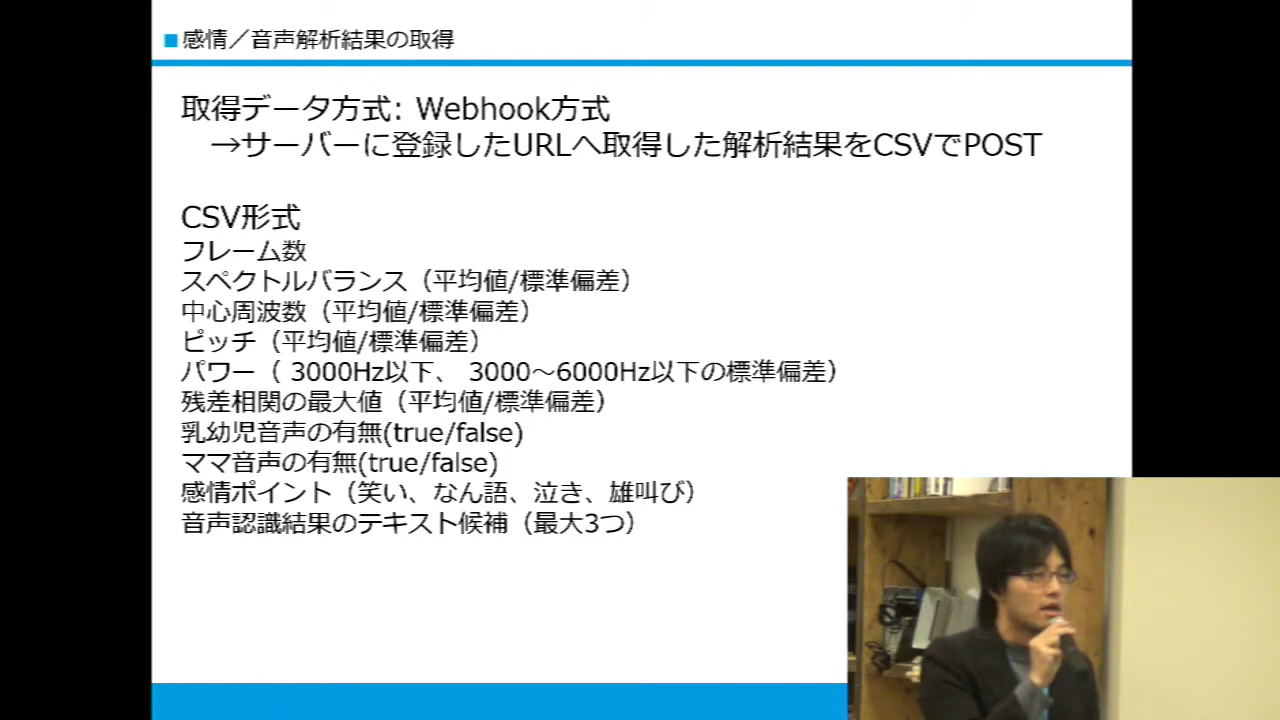 感情／音声解析結果の取得
取得データ方式: Webhook方式
→サーバーに登録したURLへ取得した解析結果をCSVでPOST
CSV形式
フレーム数
スペクトルバランス（平均値/標準偏差）
中心周波数（平均値/標準偏差）
ピッチ（平均値/標準偏差）
パワー（ 3000Hz以下、 3000～6000Hz以下の標準偏差）
残差相関の最大値（平均値/標準偏差）
乳幼児音声の有無(true/false)
ママ音声の有無(true/false)
感情ポイント（笑い、なん語、泣き、雄叫び）
音声認識結果のテキスト候補（最大3つ）